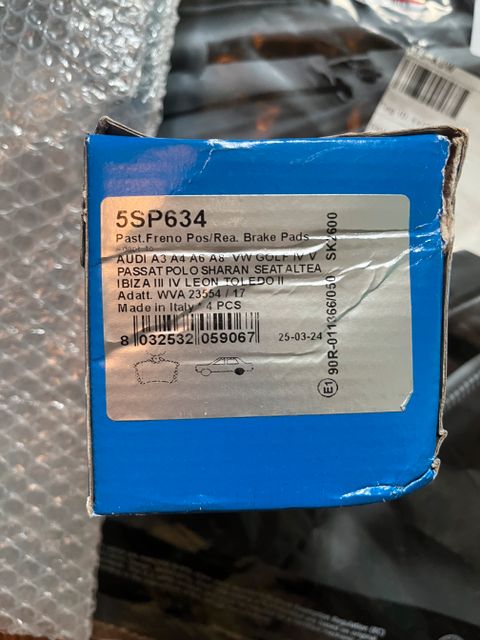 5SP634
Past.Freno Pos/Rea. Brake Pads
AUDI A3 A4 A6 A8 VW GOLF IV V
PASSAT POLO SHARAN SEAT ALTEA
IBIZA III IV LEON TOLEDO II
Adatt. WVA 23554 / 17
Made in Italy * 4 PCS
8 032532 059067
25-03-24
E1 90R-011366/050 SK2600